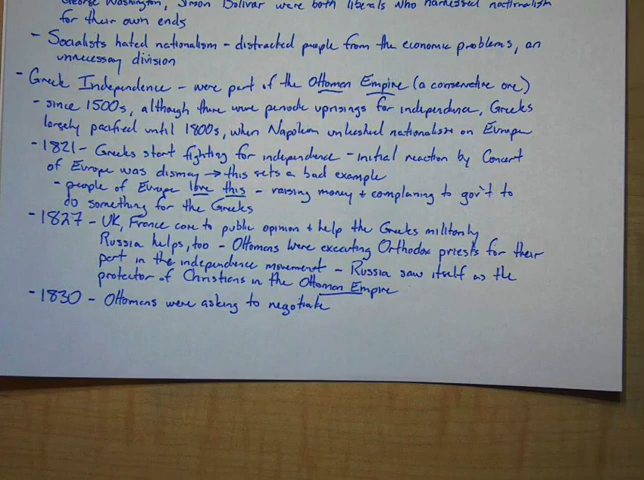 George Washington, Simon Bolivar were both liberals who harnessed nationalism
for their own ends
- Socialists hated nationalism - distracted people from the economic problems, an
unnecessary division
- Greek Independence - were part of the Ottoman Empire (a conservative one)
- since 1500s, although there were periodic uprisings for independence, Greeks
largely pacified until 1800s, when Napoleon unleashed nationalism on Europe
- 1821 - Greeks start fighting for independence - initial reaction by Concert
of Europe was dismay → this sets a bad example
- people of Europe love this - raising money + complaining to gov't to
do something for the Greeks
- 1827 - UK, France cave to public opinion + help the Greeks militarily
Russia helps, too - Ottomans were executing Orthodox priests for their
part in the independence movement - Russia saw itself as the
protector of Christians in the Ottoman Empire
- 1830 - Ottomans were asking to negotiate